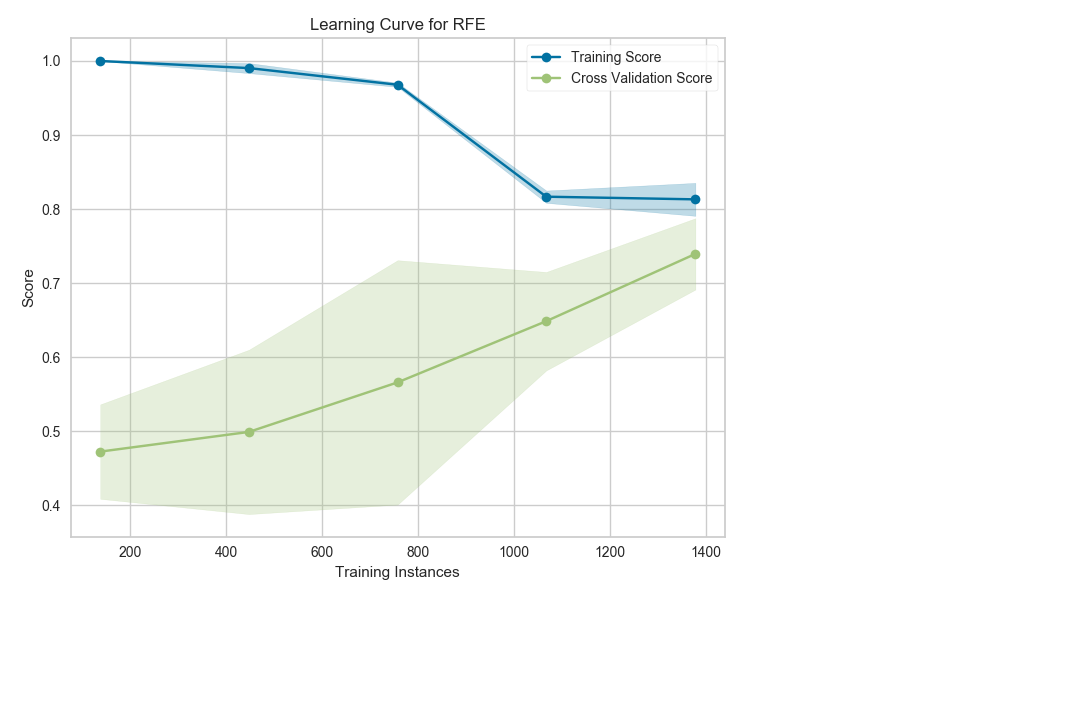 Learning Curve for RFE
Training Score
Cross Validation Score
1.0
0.9
0.8
0.7
0.6
0.5
0.4
Score
200 400 600 800 1000 1200 1400
Training Instances